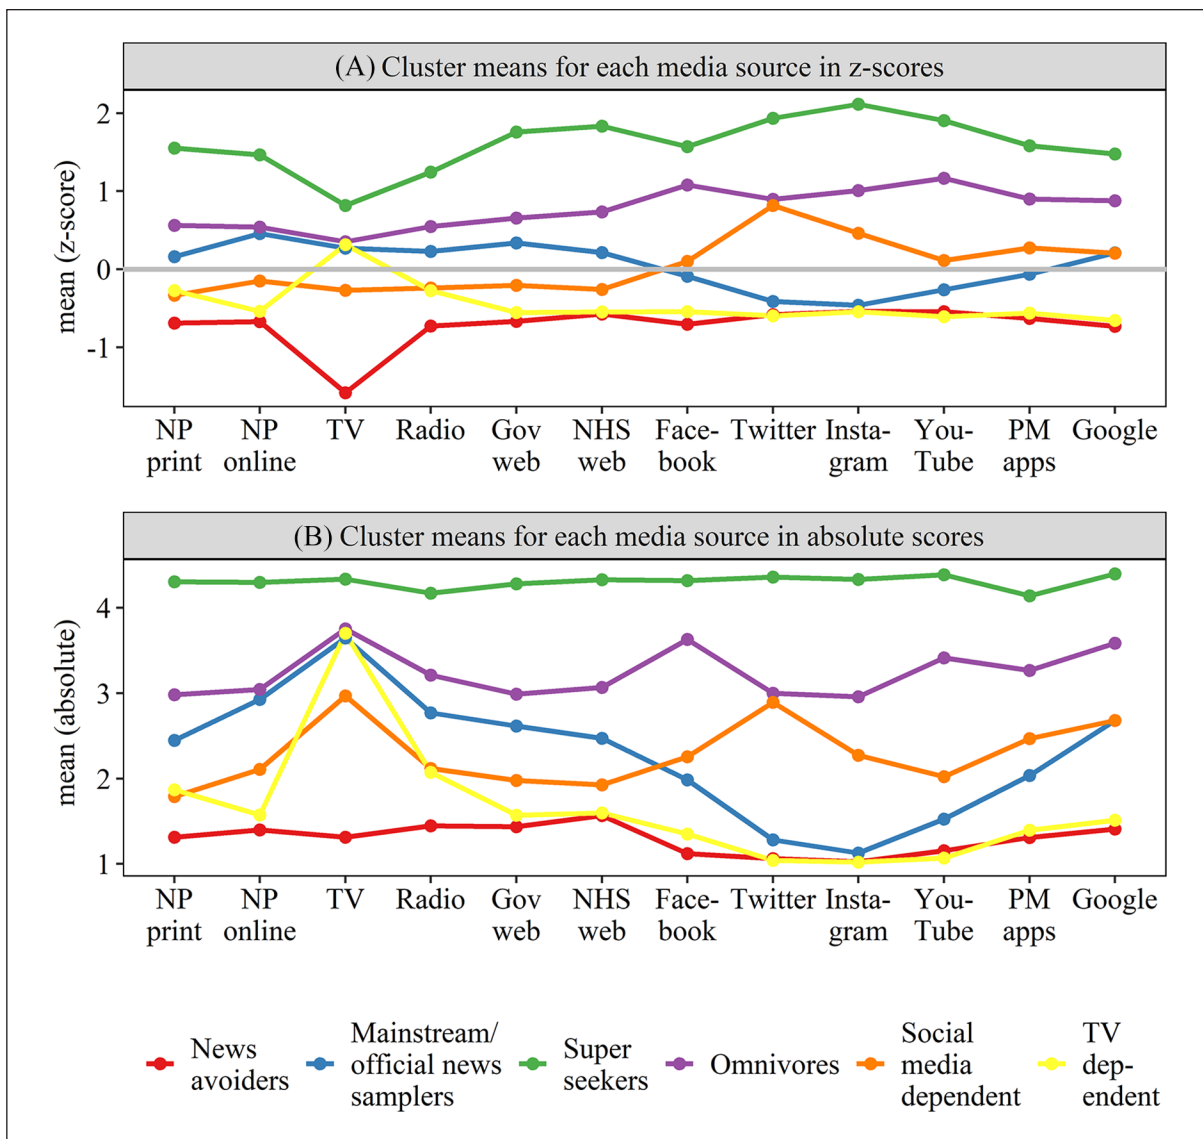 (A) Cluster means for each media source in z-scores
mean (z-score)
2
1
0
-1
NP print
NP online
TV
Radio
Gov web
NHS web
Face-book
Twitter
Insta-gram
You-Tube
PM apps
Google
(B) Cluster means for each media source in absolute scores
mean (absolute)
4
3
2
1
NP print
NP online
TV
Radio
Gov web
NHS web
Face-book
Twitter
Insta-gram
You-Tube
PM apps
Google
News
avoiders
Mainstream/
official news
samplers
Super
seekers
Omnivores
Social
media
dependent
TV
dep-
endent